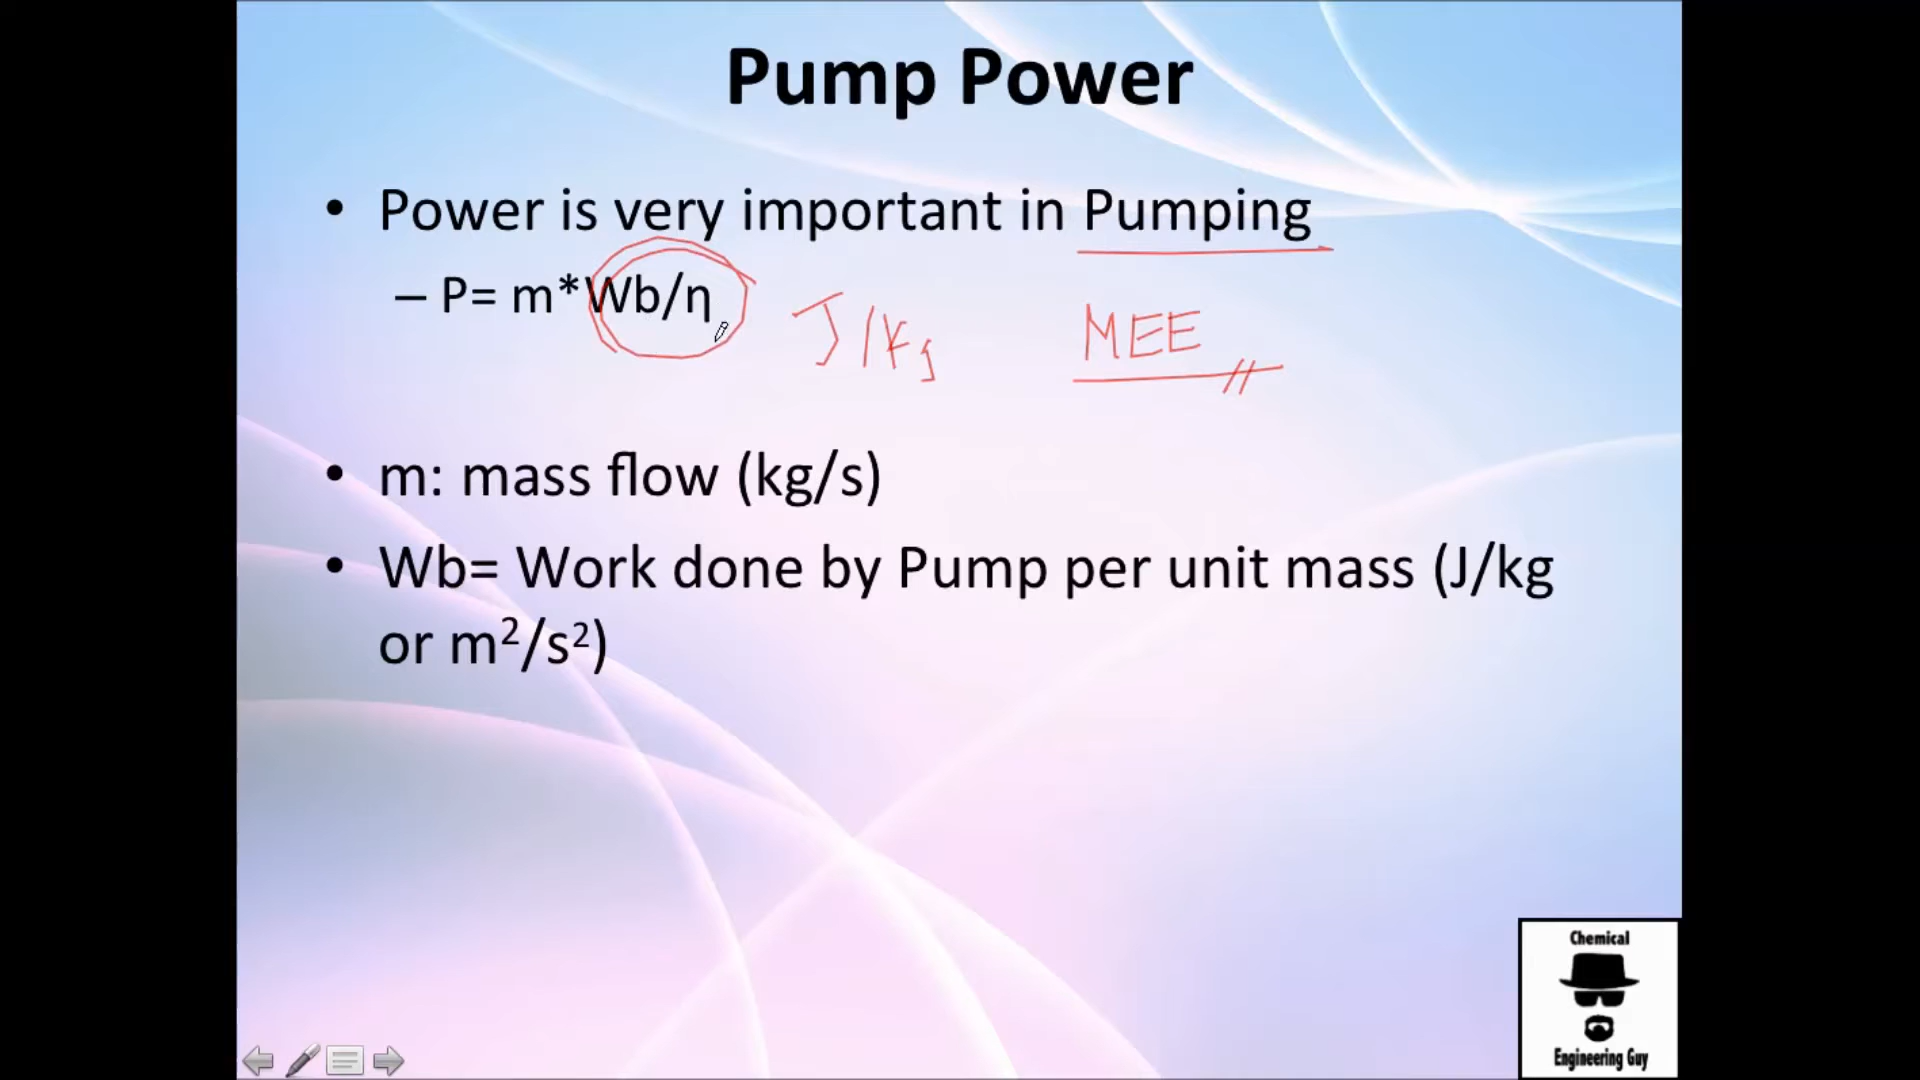 Pump Power
• Power is very important in Pumping
– P= m*Wb/η
J/kg
MEE
• m: mass flow (kg/s)
• Wb= Work done by Pump per unit mass (J/kg
or m²/s²)
Chemical
Engineering Guy